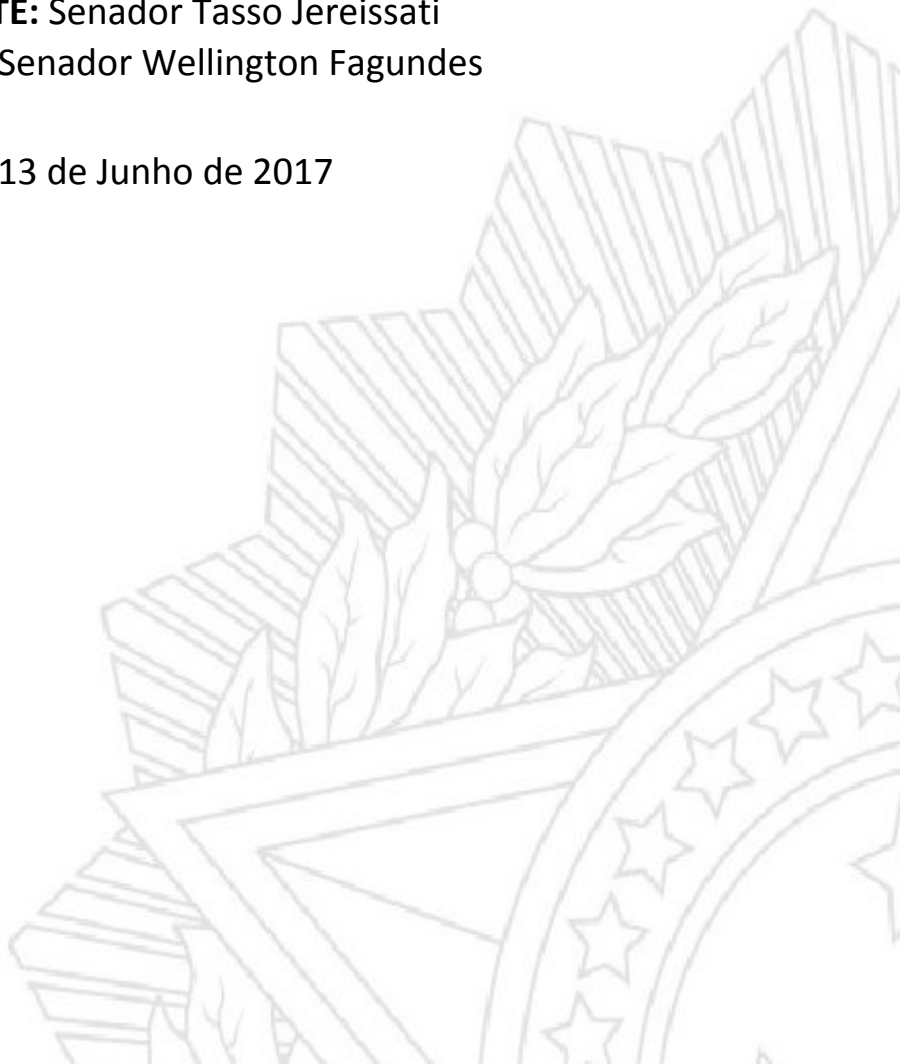 TE: Senador Tasso Jereissati
Senador Wellington Fagundes
13 de Junho de 2017